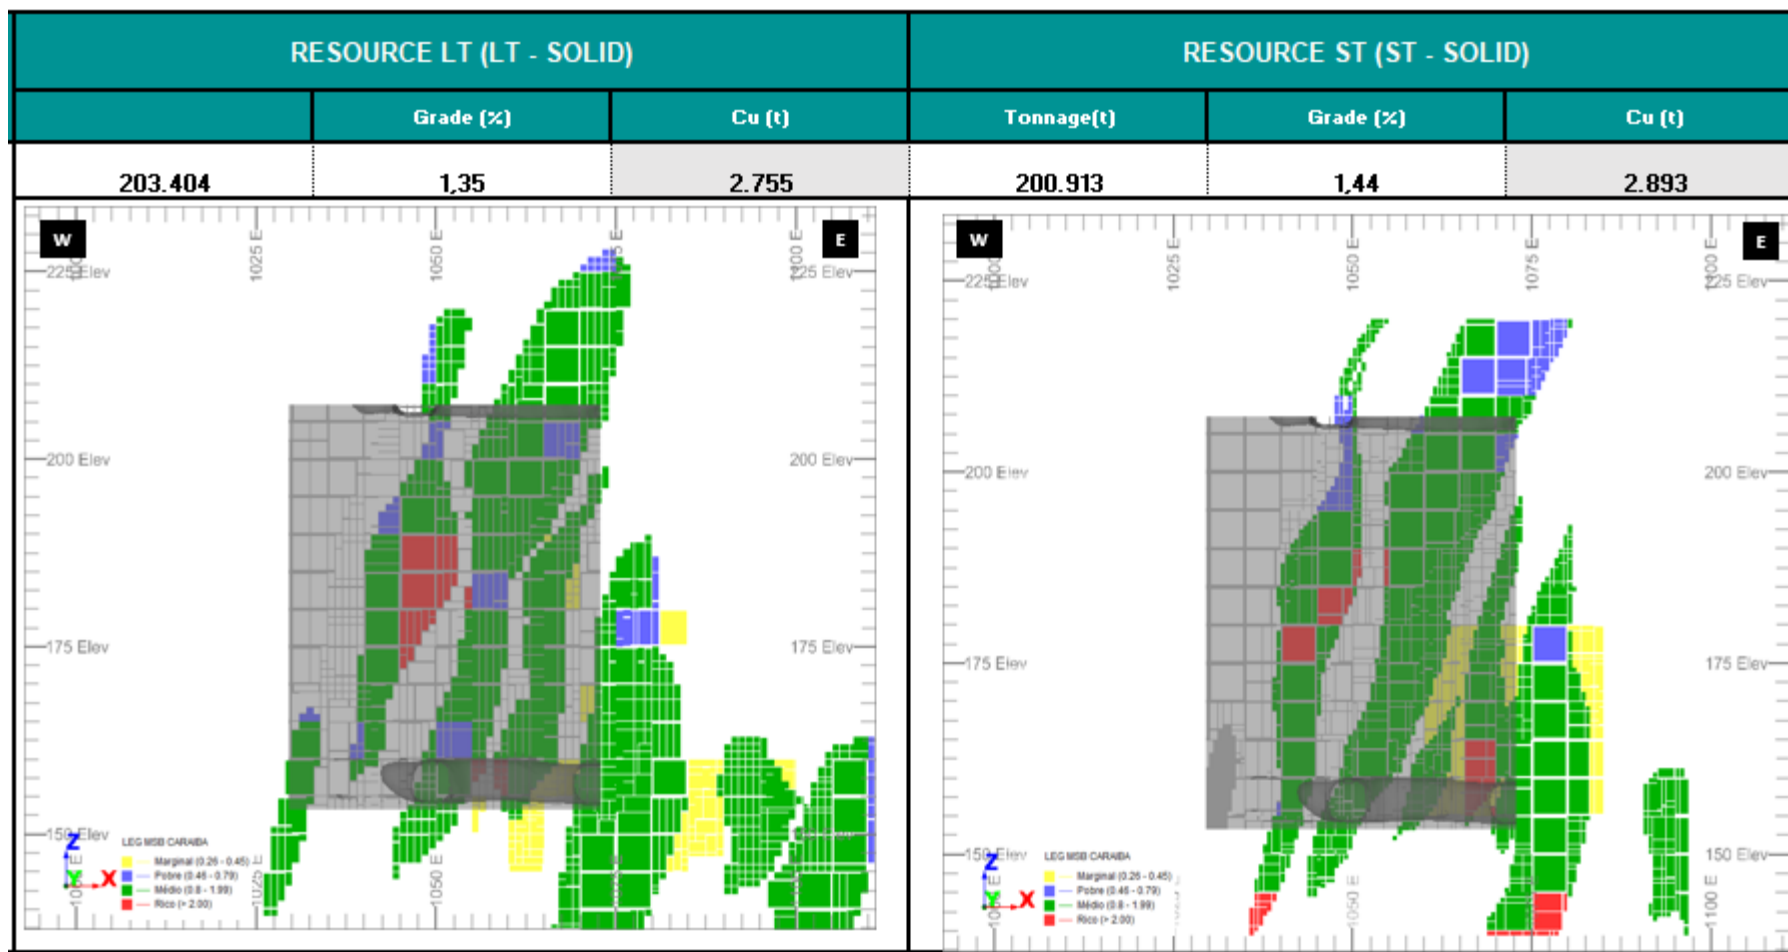 RESOURCE LT (LT - SOLID)
RESOURCE ST (ST - SOLID)
Grade (%)
Cu (t)
Tonnage(t)
Grade (%)
Cu (t)
203.404
1,35
2.755
200.913
1,44
2.893
W
1025 E
1050 E
E
225 Elev
200 Elev
200 Elev
175 Elev
175 Elev
150 Elev
Z
Y
X
LEG MSB CARAIBA
Marginal (0.26 - 0.45)
Pobre (0.46 - 0.79)
Médio (0.8 - 1.99)
Rico (> 2.00)
1025 E
1050 E
W
1025 E
1050 E
1075 E
E
225 Elev
200 Elev
200 Elev
175 Elev
175 Elev
150 Elev
150 Elev
Z
Y
X
LEG MSB CARAIBA
Marginal (0.26 - 0.45)
Pobre (0.46 - 0.79)
Médio (0.8 - 1.99)
Rico (> 2.00)
1050 E
1100 E